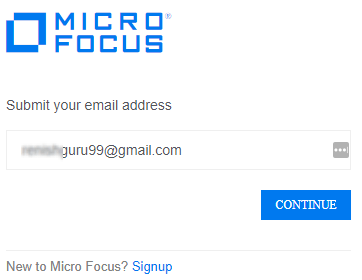 MICRO
FOCUS
Submit your email address
guru99@gmail.com
CONTINUE
New to Micro Focus? Signup